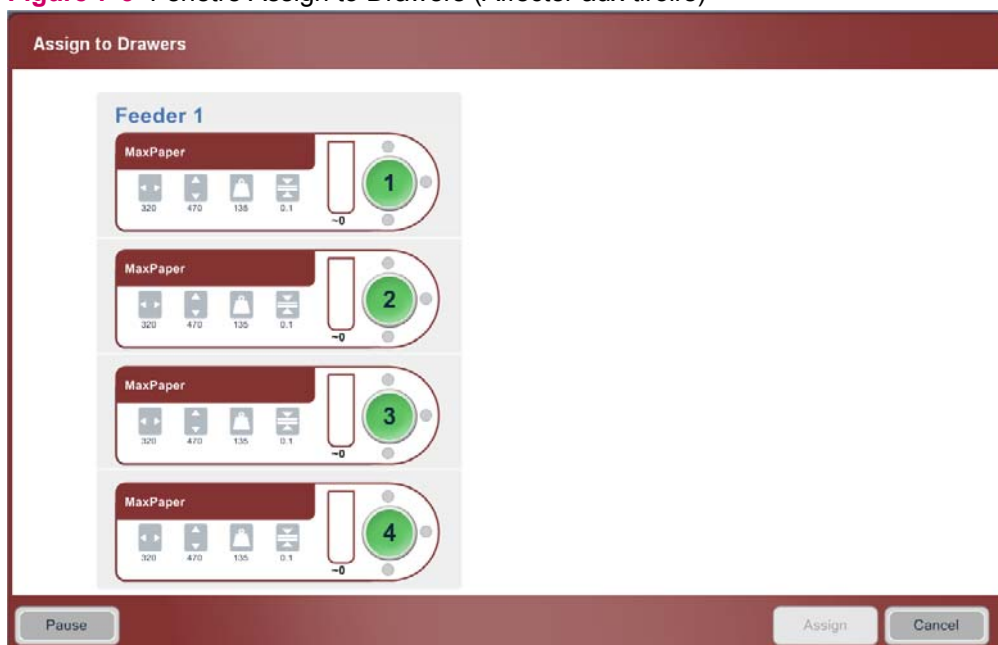 Assign to Drawers
Feeder 1
MaxPaper
320 470 135 0.1
~0
1
MaxPaper
320 470 135 0.1
~0
2
MaxPaper
320 470 135 0.1
~0
3
MaxPaper
320 470 135 0.1
~0
4
Pause
Assign
Cancel